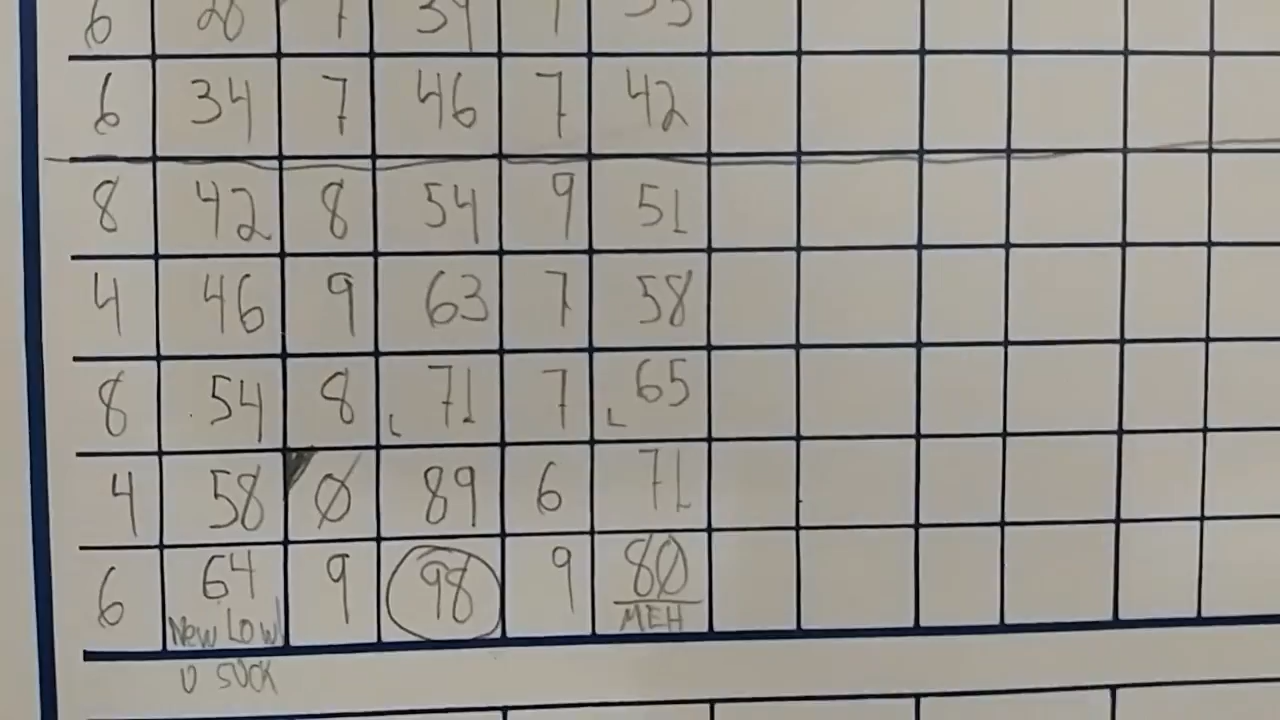 6 34 7 46 7 42
8 42 8 54 9 51
4 46 9 63 7 58
8 54 8 71 7 65
4 58 0 89 6 71
6 64 9 98 9 80
New Low MEH
U SUCK